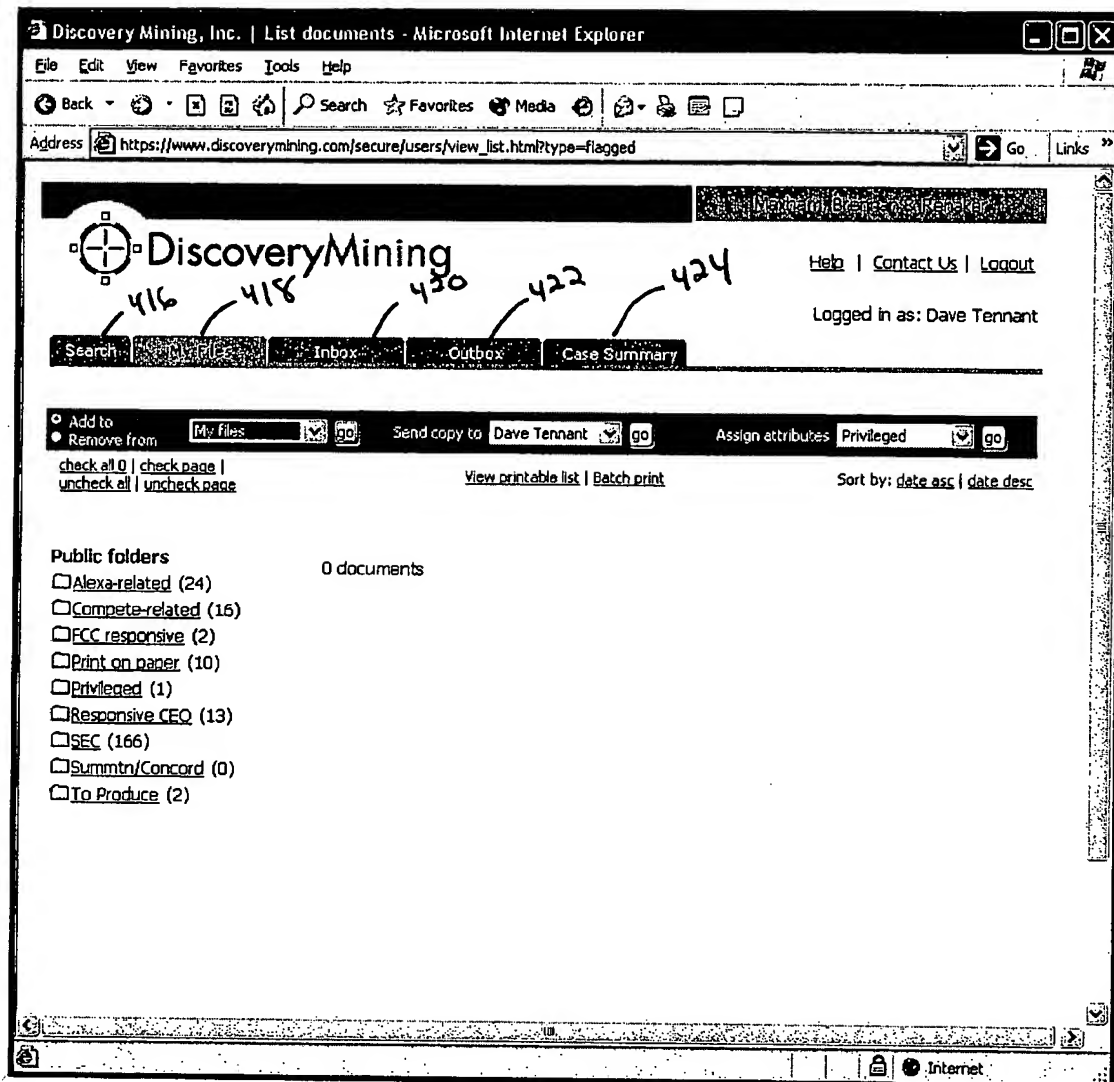 Discovery Mining, Inc. | List documents - Microsoft Internet Explorer
File Edit View Favorites Tools Help
Back Search Favorites Media
Address https://www.discoverymining.com/secure/users/view_list.html?type=flagged Go Links »
DiscoveryMining
Help | Contact Us | Logout
416 418 420 422 424
Logged in as: Dave Tennant
Search My Files Inbox Outbox Case Summary
Add to
Remove from
My files go Send copy to Dave Tennant go Assign attributes Privileged go
check all 0 | check page |
uncheck all | uncheck page
View printable list | Batch print
Sort by: date asc | date desc
Public folders
0 documents
Alexa-related (24)
Compete-related (16)
FCC responsive (2)
Print on paper (10)
Privileged (1)
Responsive CEO (13)
SEC (166)
Summtn/Concord (0)
To Produce (2)
Internet